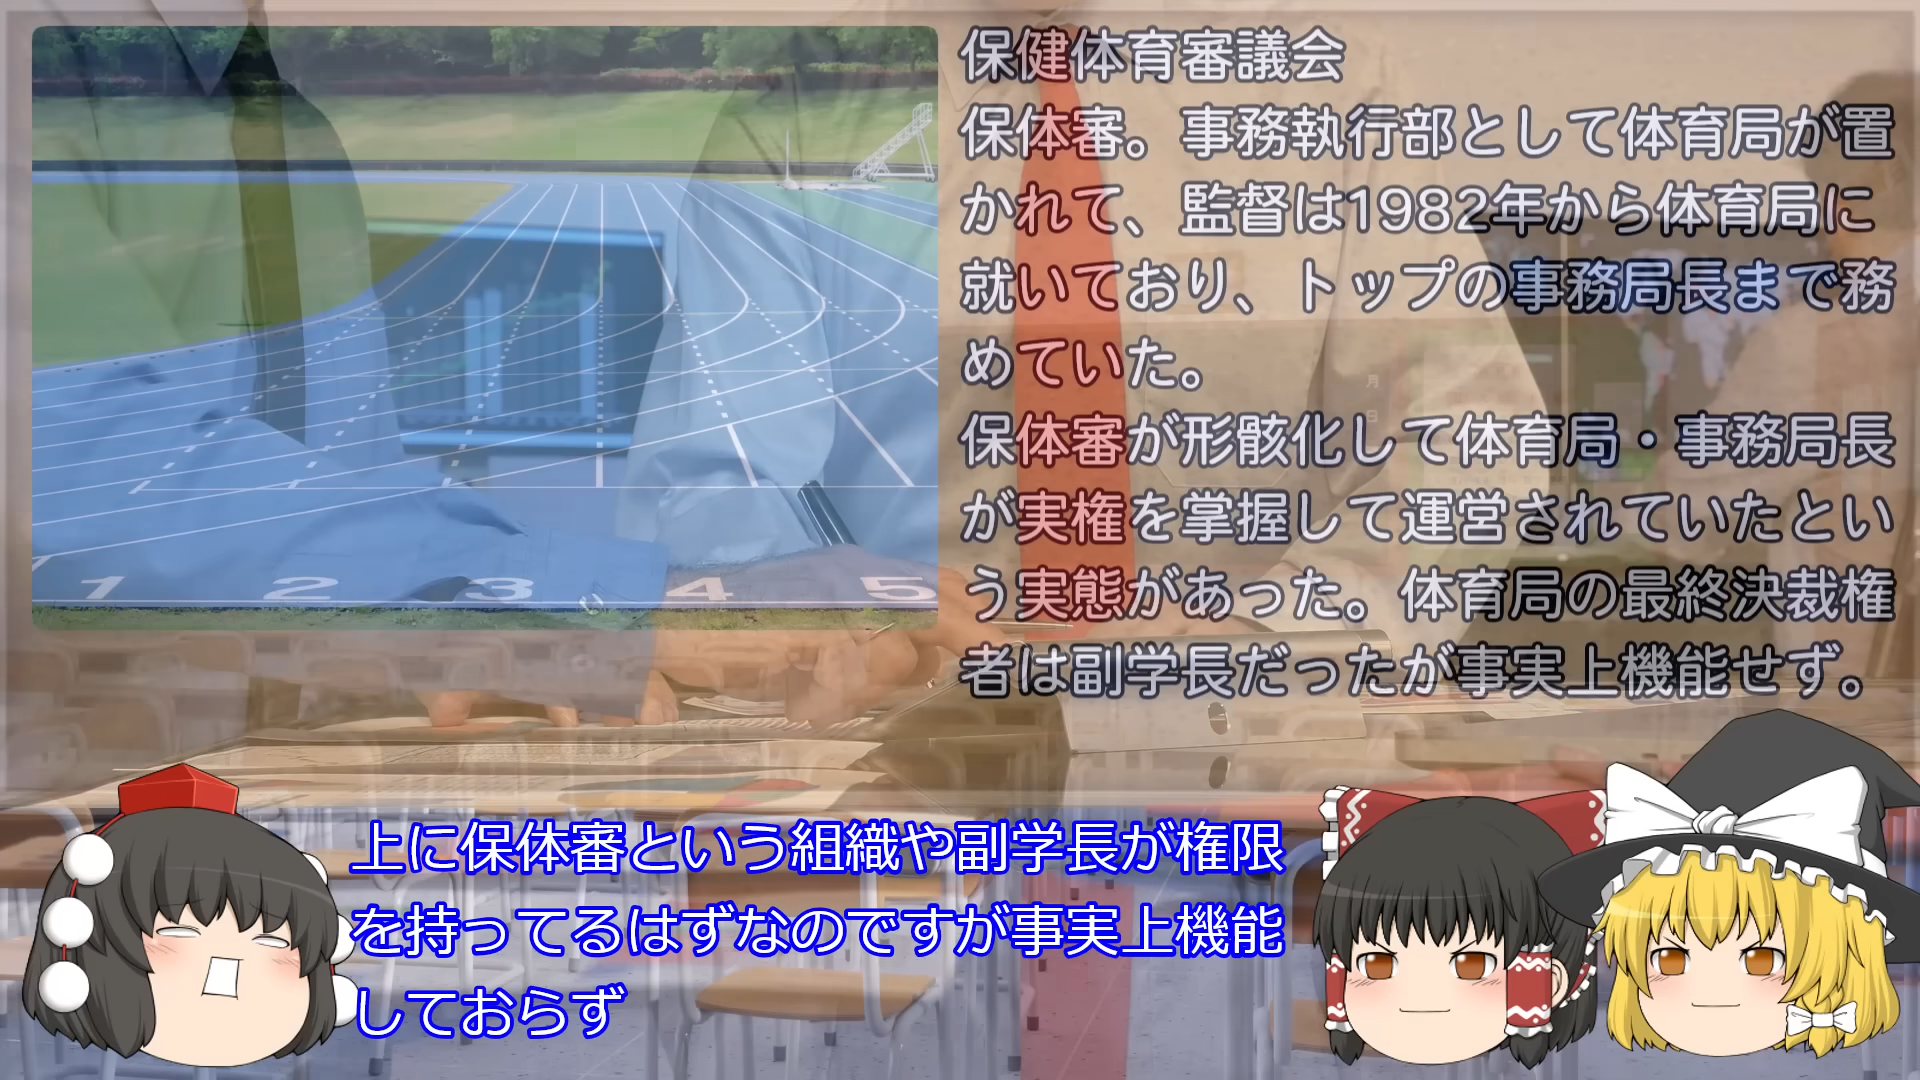 保健体育審議会
保体審。事務執行部として体育局が置
かれて、監督は1982年から体育局に
就いており、トップの事務局長まで務
めていた。
保体審が形骸化して体育局・事務局長
が実権を掌握して運営されていたとい
う実態があった。体育局の最終決裁権
者は副学長だったが事実上機能せず。
1 2 3 4 5
月
日
上に保体審という組織や副学長が権限
を持ってるはずなのですが事実上機能
しておらず